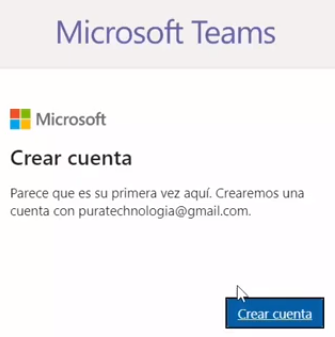 Microsoft Teams
Microsoft
Crear cuenta
Parece que es su primera vez aquí. Crearemos una
cuenta con puratechnologia@gmail.com.
Crear cuenta